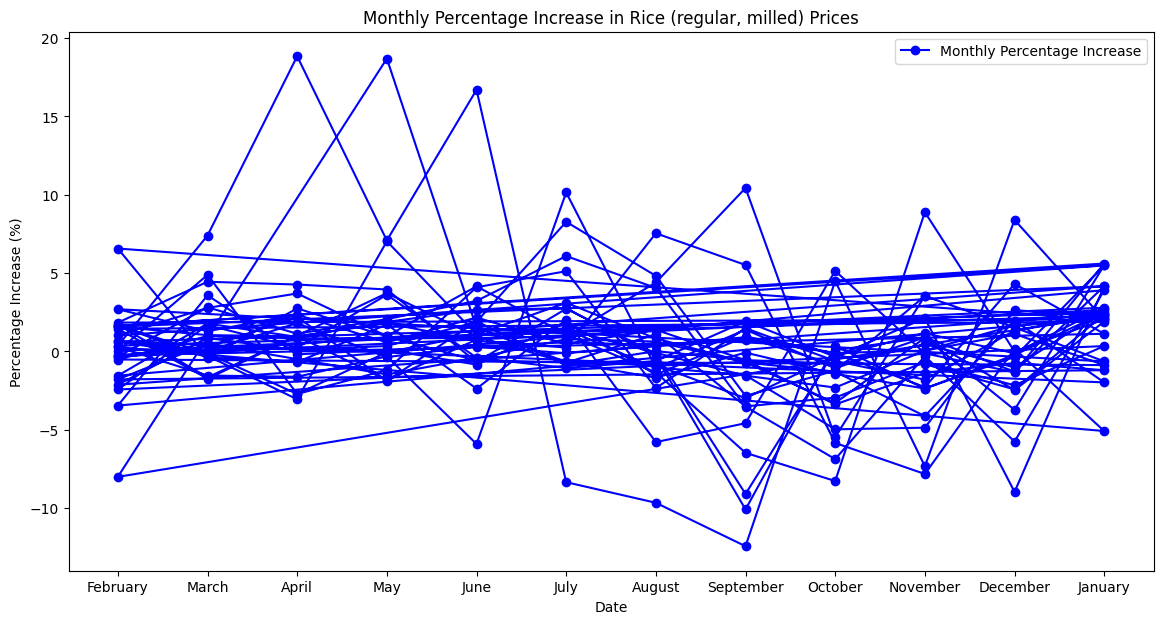 Monthly Percentage Increase in Rice (regular, milled) Prices
Monthly Percentage Increase
Percentage Increase (%)
20
15
10
5
0
−5
−10
February March April May June July August September October November December January
Date